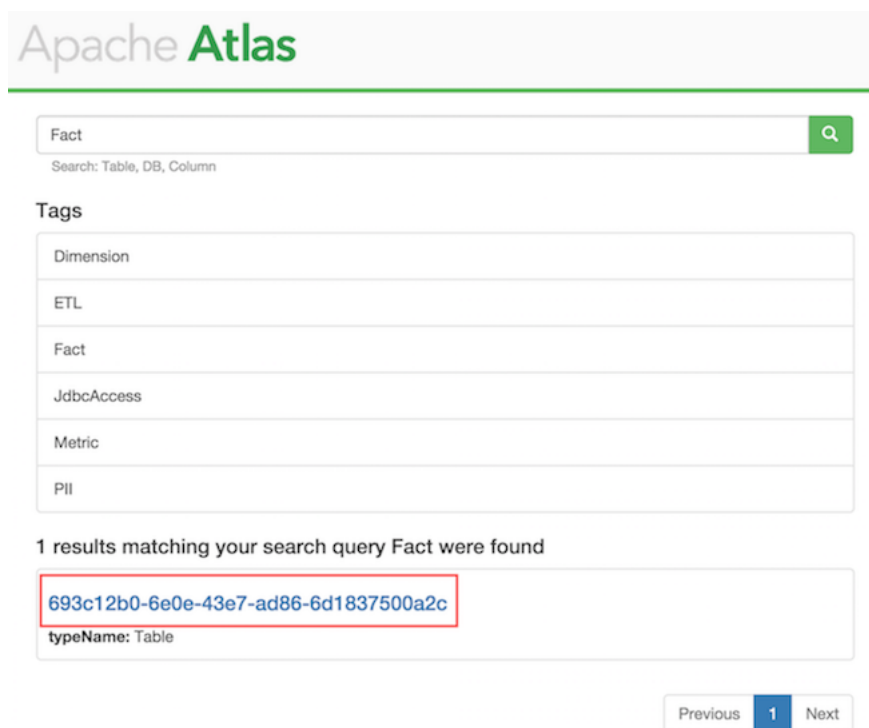 Apache Atlas
Fact
Search: Table, DB, Column
Tags
Dimension
ETL
Fact
JdbcAccess
Metric
PII
1 results matching your search query Fact were found
693c12b0-6e0e-43e7-ad86-6d1837500a2c
typeName: Table
Previous 1 Next